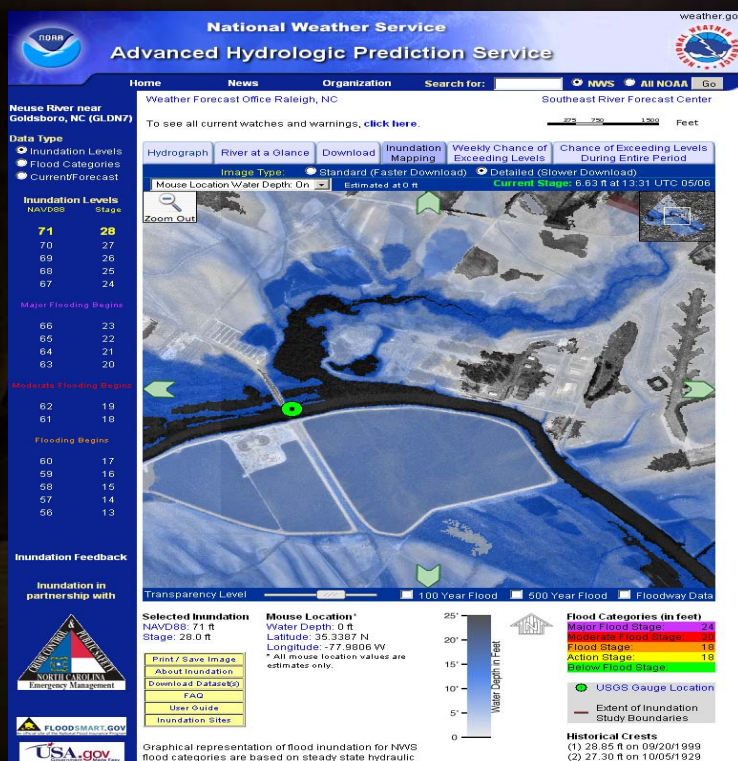 weather.go
NOAA
National Weather Service
Advanced Hydrologic Prediction Service
NATIONAL WEATHER SERVICE
Home News Organization Search for: NWS All NOAA Go
Neuse River near
Goldsboro, NC (GLDN7)
Data Type
Inundation Levels
Flood Categories
Current/Forecast
Inundation Levels
NAVD88 Stage
71 28
70 27
69 26
68 25
67 24
Major Flooding Begins
66 23
65 22
64 21
63 20
Moderate Flooding Begins
62 19
61 18
Flooding Begins
60 17
59 16
58 15
57 14
56 13
Inundation Feedback
Inundation in
partnership with
CRIME CONTROL & PUBLIC SAFETY
NORTH CAROLINA
Emergency Management
FLOODSMART.GOV
USA.gov
Weather Forecast Office Raleigh, NC Southeast River Forecast Center
To see all current watches and warnings, click here.
375 750 1500 Feet
Hydrograph River at a Glance Download Inundation Mapping Weekly Chance of Exceeding Levels Chance of Exceeding Levels During Entire Period
Image Type: Standard (Faster Download) Detailed (Slower Download)
Mouse Location Water Depth: On Estimated at 0 ft Current Stage: 6.63 ft at 13:31 UTC 05/06
Zoom Out
Transparency Level 100 Year Flood 500 Year Flood Floodway Data
Selected Inundation
NAVD88: 71 ft
Stage: 28.0 ft
Print / Save Image
About Inundation
Download Dataset(s)
FAQ
User Guide
Inundation Sites
Mouse Location*
Water Depth: 0 ft
Latitude: 35.3387 N
Longitude: -77.9806 W
* All mouse location values are
estimates only.
25'
20'
15'
10'
5'
0
Water Depth in Feet
Flood Categories (in feet)
Major Flood Stage: 24
Moderate Flood Stage: 20
Flood Stage: 18
Action Stage: 18
Below Flood Stage:
USGS Gauge Location
Extent of Inundation
Study Boundaries
Historical Crests
(1) 28.85 ft on 09/20/1999
(2) 27.30 ft on 10/05/1929
Graphical representation of flood inundation for NWS
flood categories are based on steady state hydraulic